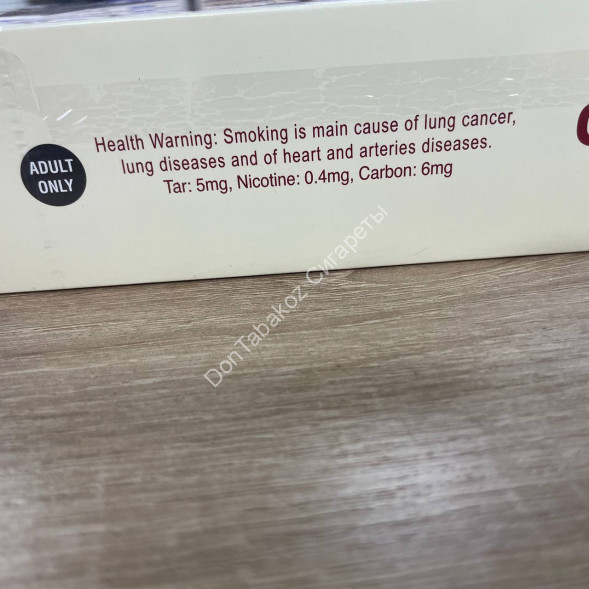 ADULT
ONLY
Health Warning: Smoking is main cause of lung cancer,
lung diseases and of heart and arteries diseases.
Tar: 5mg, Nicotine: 0.4mg, Carbon: 6mg
DonTabakoz Сигареты